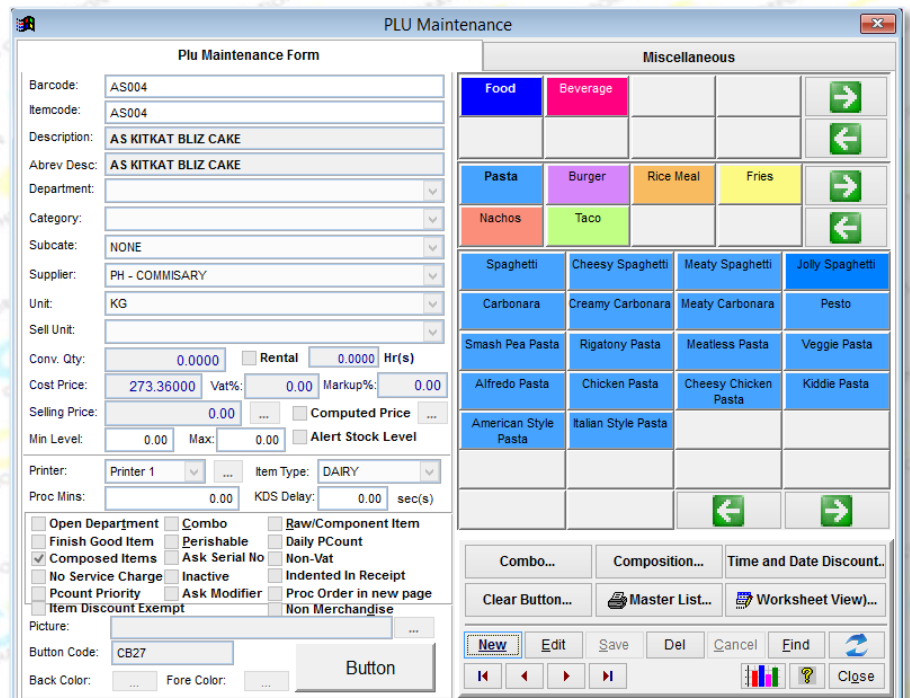 PLU Maintenance
Plu Maintenance Form
Miscellaneous
Barcode: AS004
Itemcode: AS004
Description: AS KITKAT BLIZ CAKE
Abrev Desc: AS KITKAT BLIZ CAKE
Department:
Category:
Subcate: NONE
Supplier: PH - COMMISARY
Unit: KG
Sell Unit:
Conv. Qty: 0.0000 Rental 0.0000 Hr(s)
Cost Price: 273.36000 Vat%: 0.00 Markup%: 0.00
Selling Price: 0.00 ... Computed Price ...
Min Level: 0.00 Max: 0.00 Alert Stock Level
Printer: Printer 1 ... Item Type: DAIRY
Proc Mins: 0.00 KDS Delay: 0.00 sec(s)
Open Department Combo Raw/Component Item
Finish Good Item Perishable Daily PCount
Composed Items Ask Serial No Non-Vat
No Service Charge Inactive Indented In Receipt
Pcount Priority Ask Modifier Proc Order in new page
Item Discount Exempt Non Merchandise
Picture: ...
Button Code: CB27
Button
Back Color: ... Fore Color: ...
Food Beverage
Pasta Burger Rice Meal Fries
Nachos Taco
Spaghetti Cheesy Spaghetti Meaty Spaghetti Jolly Spaghetti
Carbonara Creamy Carbonara Meaty Carbonara Pesto
Smash Pea Pasta Rigatony Pasta Meatless Pasta Veggie Pasta
Alfredo Pasta Chicken Pasta Cheesy Chicken Pasta Kiddie Pasta
American Style Pasta Italian Style Pasta
Combo... Composition... Time and Date Discount..
Clear Button... Master List... Worksheet View)...
New Edit Save Del Cancel Find
? Close